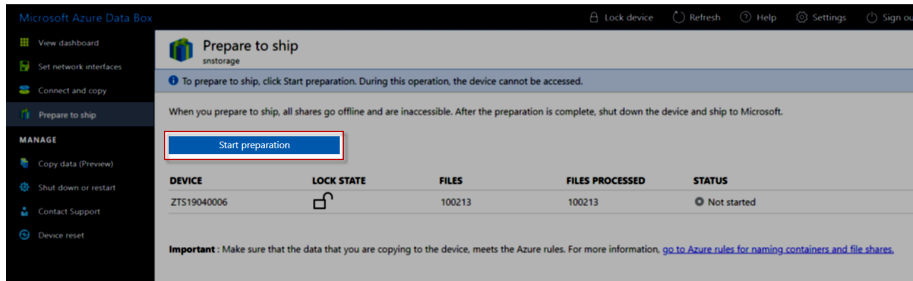 Microsoft Azure Data Box
Lock device Refresh Help Settings Sign ou
View dashboard
Set network interfaces
Connect and copy
Prepare to ship
MANAGE
Copy data (Preview)
Shut down or restart
Contact Support
Device reset
Prepare to ship
snstorage
To prepare to ship, click Start preparation. During this operation, the device cannot be accessed.
When you prepare to ship, all shares go offline and are inaccessible. After the preparation is complete, shut down the device and ship to Microsoft.
Start preparation
DEVICE LOCK STATE FILES FILES PROCESSED STATUS
ZTS19040006 100213 100213 Not started
Important : Make sure that the data that you are copying to the device, meets the Azure rules. For more information, go to Azure rules for naming containers and file shares.